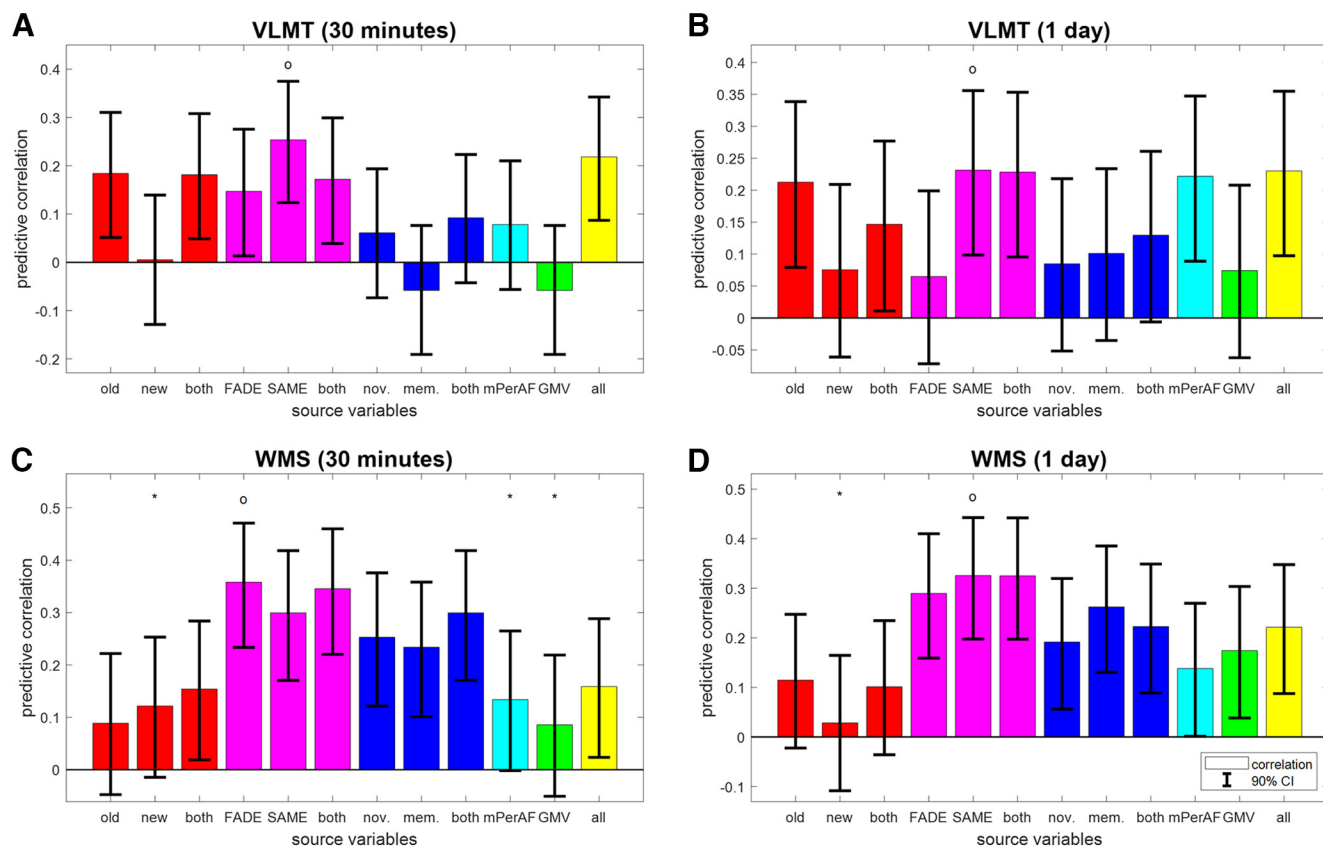 A
VLMT (30 minutes)
o
0.4
0.3
0.2
0.1
0
-0.1
-0.2
predictive correlation
old new both FADE SAME both nov. mem. both mPerAF GMV all
source variables
B
VLMT (1 day)
o
0.4
0.35
0.3
0.25
0.2
0.15
0.1
0.05
0
-0.05
predictive correlation
old new both FADE SAME both nov. mem. both mPerAF GMV all
source variables
C
WMS (30 minutes)
* o * *
0.5
0.4
0.3
0.2
0.1
0
predictive correlation
old new both FADE SAME both nov. mem. both mPerAF GMV all
source variables
D
WMS (1 day)
* o
0.5
0.4
0.3
0.2
0.1
0
-0.1
predictive correlation
correlation
90% CI
old new both FADE SAME both nov. mem. both mPerAF GMV all
source variables